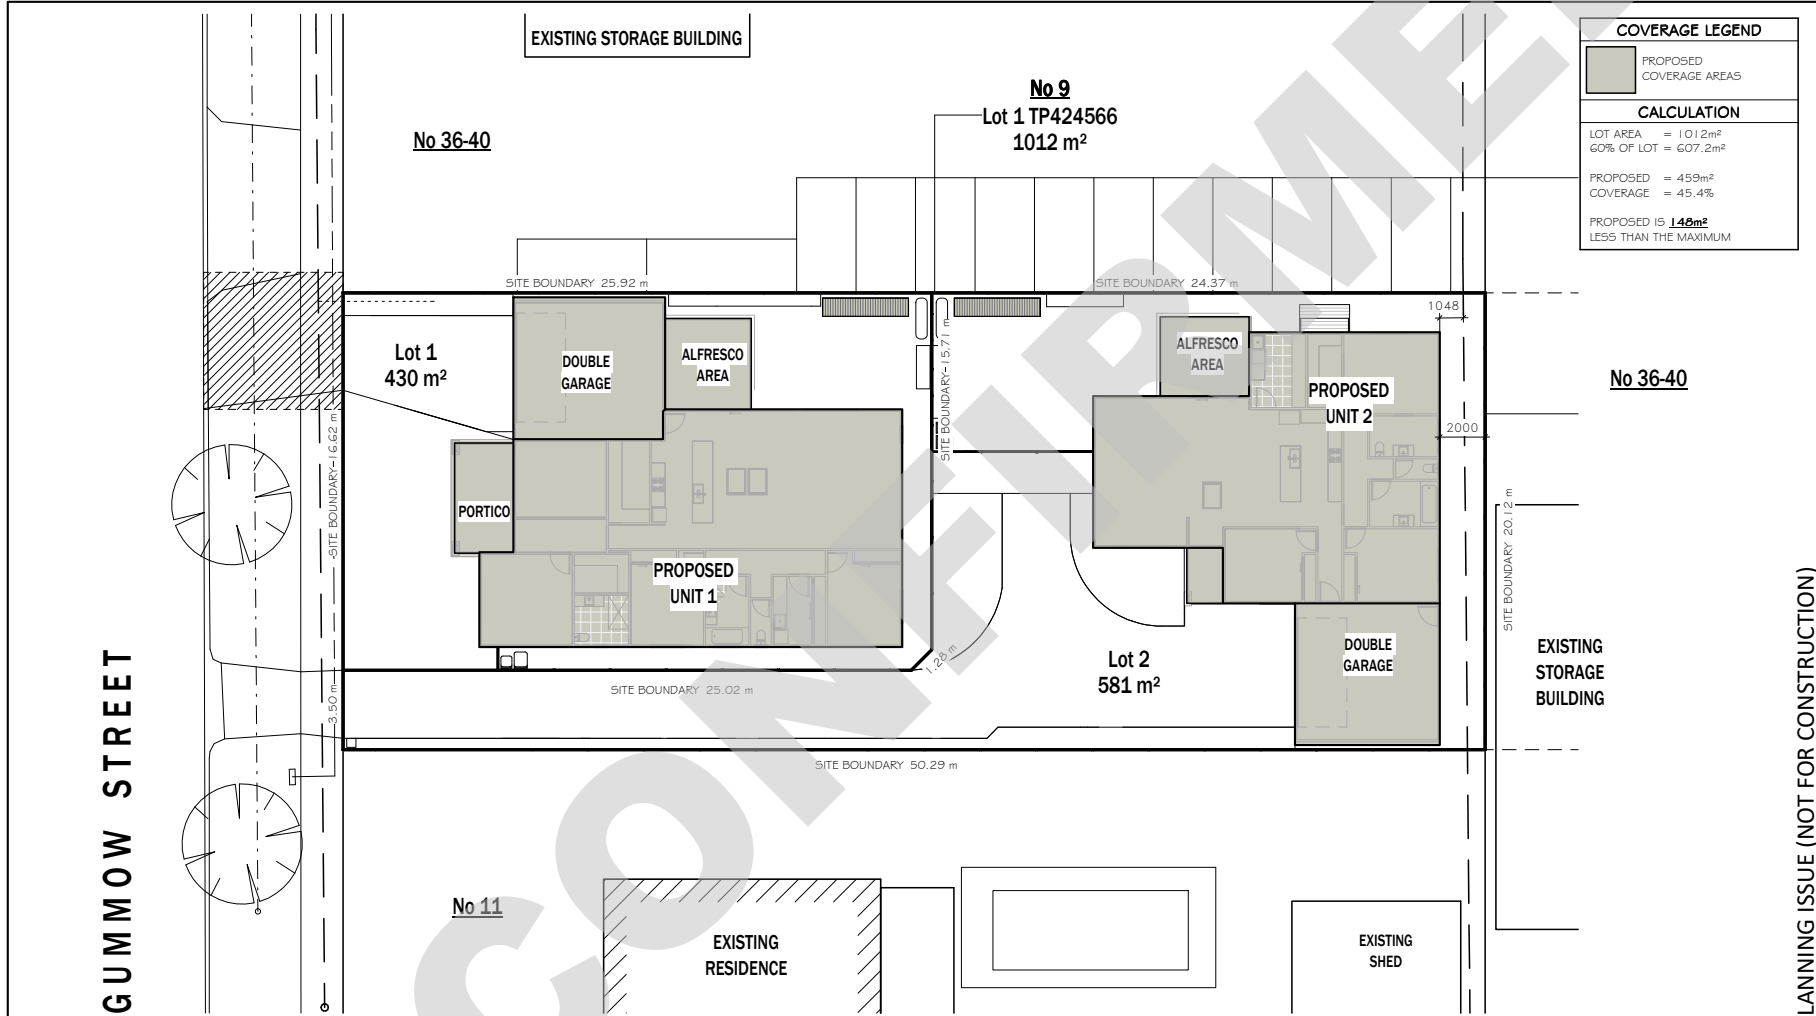 EXISTING STORAGE BUILDING
COVERAGE LEGEND
PROPOSED
COVERAGE AREAS
CALCULATION
LOT AREA = 1012m²
60% OF LOT = 607.2m²
PROPOSED = 459m²
COVERAGE = 45.4%
PROPOSED IS 148m²
LESS THAN THE MAXIMUM
No 9
Lot 1 TP424566
1012 m²
No 36-40
SITE BOUNDARY 25.92 m
SITE BOUNDARY 24.37 m
1048
Lot 1
430 m²
DOUBLE
GARAGE
ALFRESCO
AREA
SITE BOUNDARY 15.71 m
ALFRESCO
AREA
PROPOSED
UNIT 2
No 36-40
2000
SITE BOUNDARY 16.62 m
PORTICO
PROPOSED
UNIT 1
SITE BOUNDARY 20.12 m
1.28 m
SITE BOUNDARY 25.02 m
3.50 m
Lot 2
581 m²
DOUBLE
GARAGE
EXISTING
STORAGE
BUILDING
SITE BOUNDARY 50.29 m
GUMMOW STREET
No 11
EXISTING
RESIDENCE
EXISTING
SHED
LANNING ISSUE (NOT FOR CONSTRUCTION)
CONFIRME